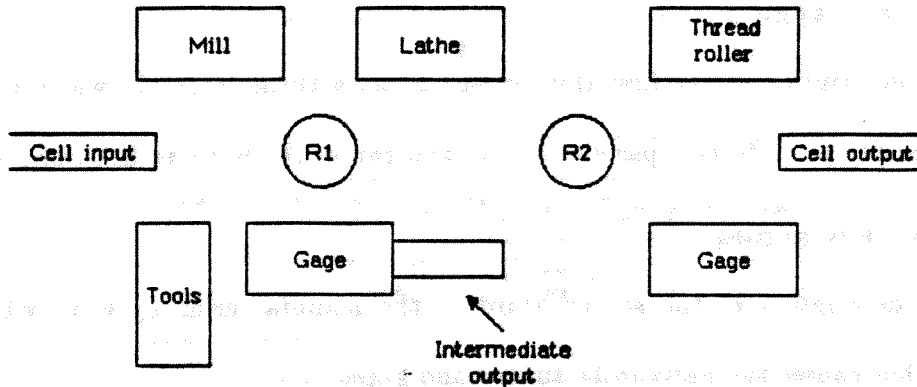 Mill
Lathe
Thread
roller
Cell input
R1
R2
Cell output
Tools
Gage
Gage
Intermediate
output